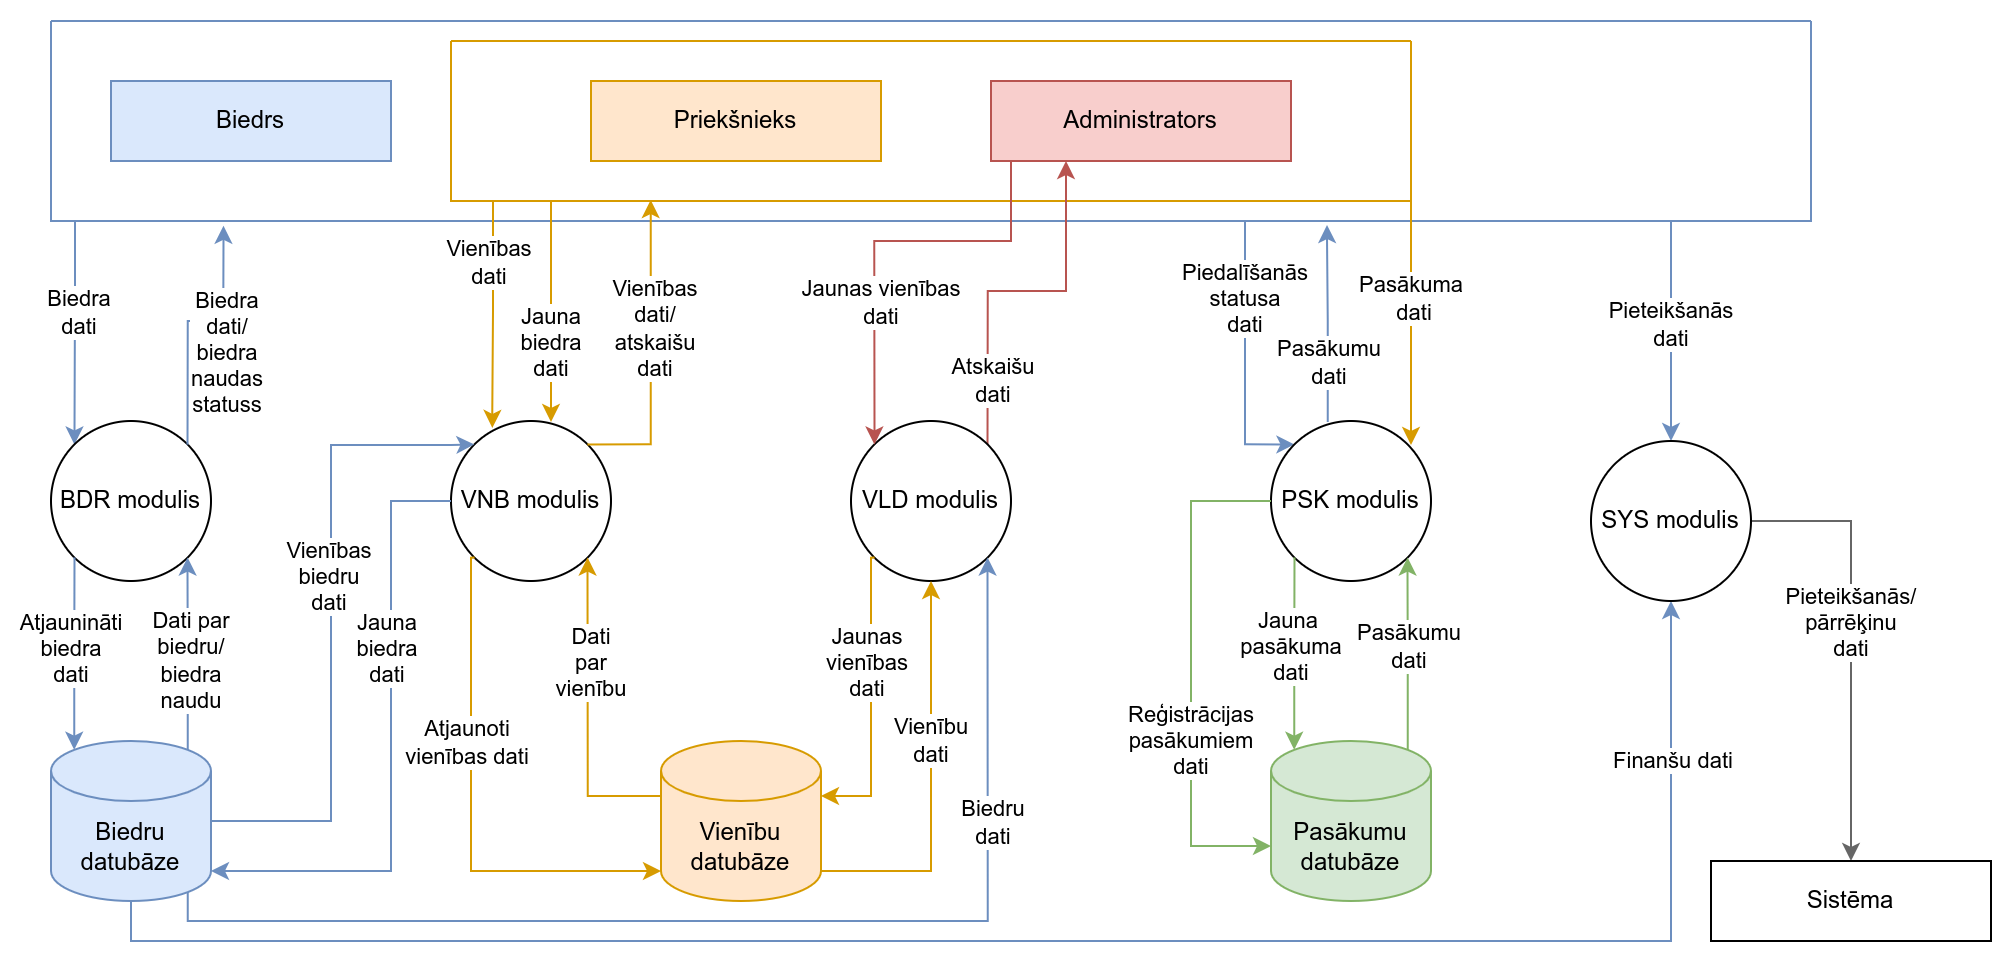 Biedrs
Priekšnieks
Administrators
Biedra
dati
Biedra
dati/
biedra
naudas
statuss
Vienības
dati
Jauna
biedra
dati
Vienības
dati/
atskaišu
dati
Jaunas vienības
dati
Atskaišu
dati
Piedalīšanās
statusa
dati
Pasākumu
dati
Pasākuma
dati
Pieteikšanās
dati
BDR modulis
VNB modulis
VLD modulis
PSK modulis
SYS modulis
Atjaunināti
biedra
dati
Dati par
biedru/
biedra
naudu
Vienības
biedru
dati
Jauna
biedra
dati
Atjaunoti
vienības dati
Dati
par
vienību
Jaunas
vienības
dati
Vienību
dati
Biedru
dati
Reģistrācijas
pasākumiem
dati
Jauna
pasākuma
dati
Pasākumu
dati
Finanšu dati
Pieteikšanās/
pārrēķinu
dati
Biedru
datubāze
Vienību
datubāze
Pasākumu
datubāze
Sistēma